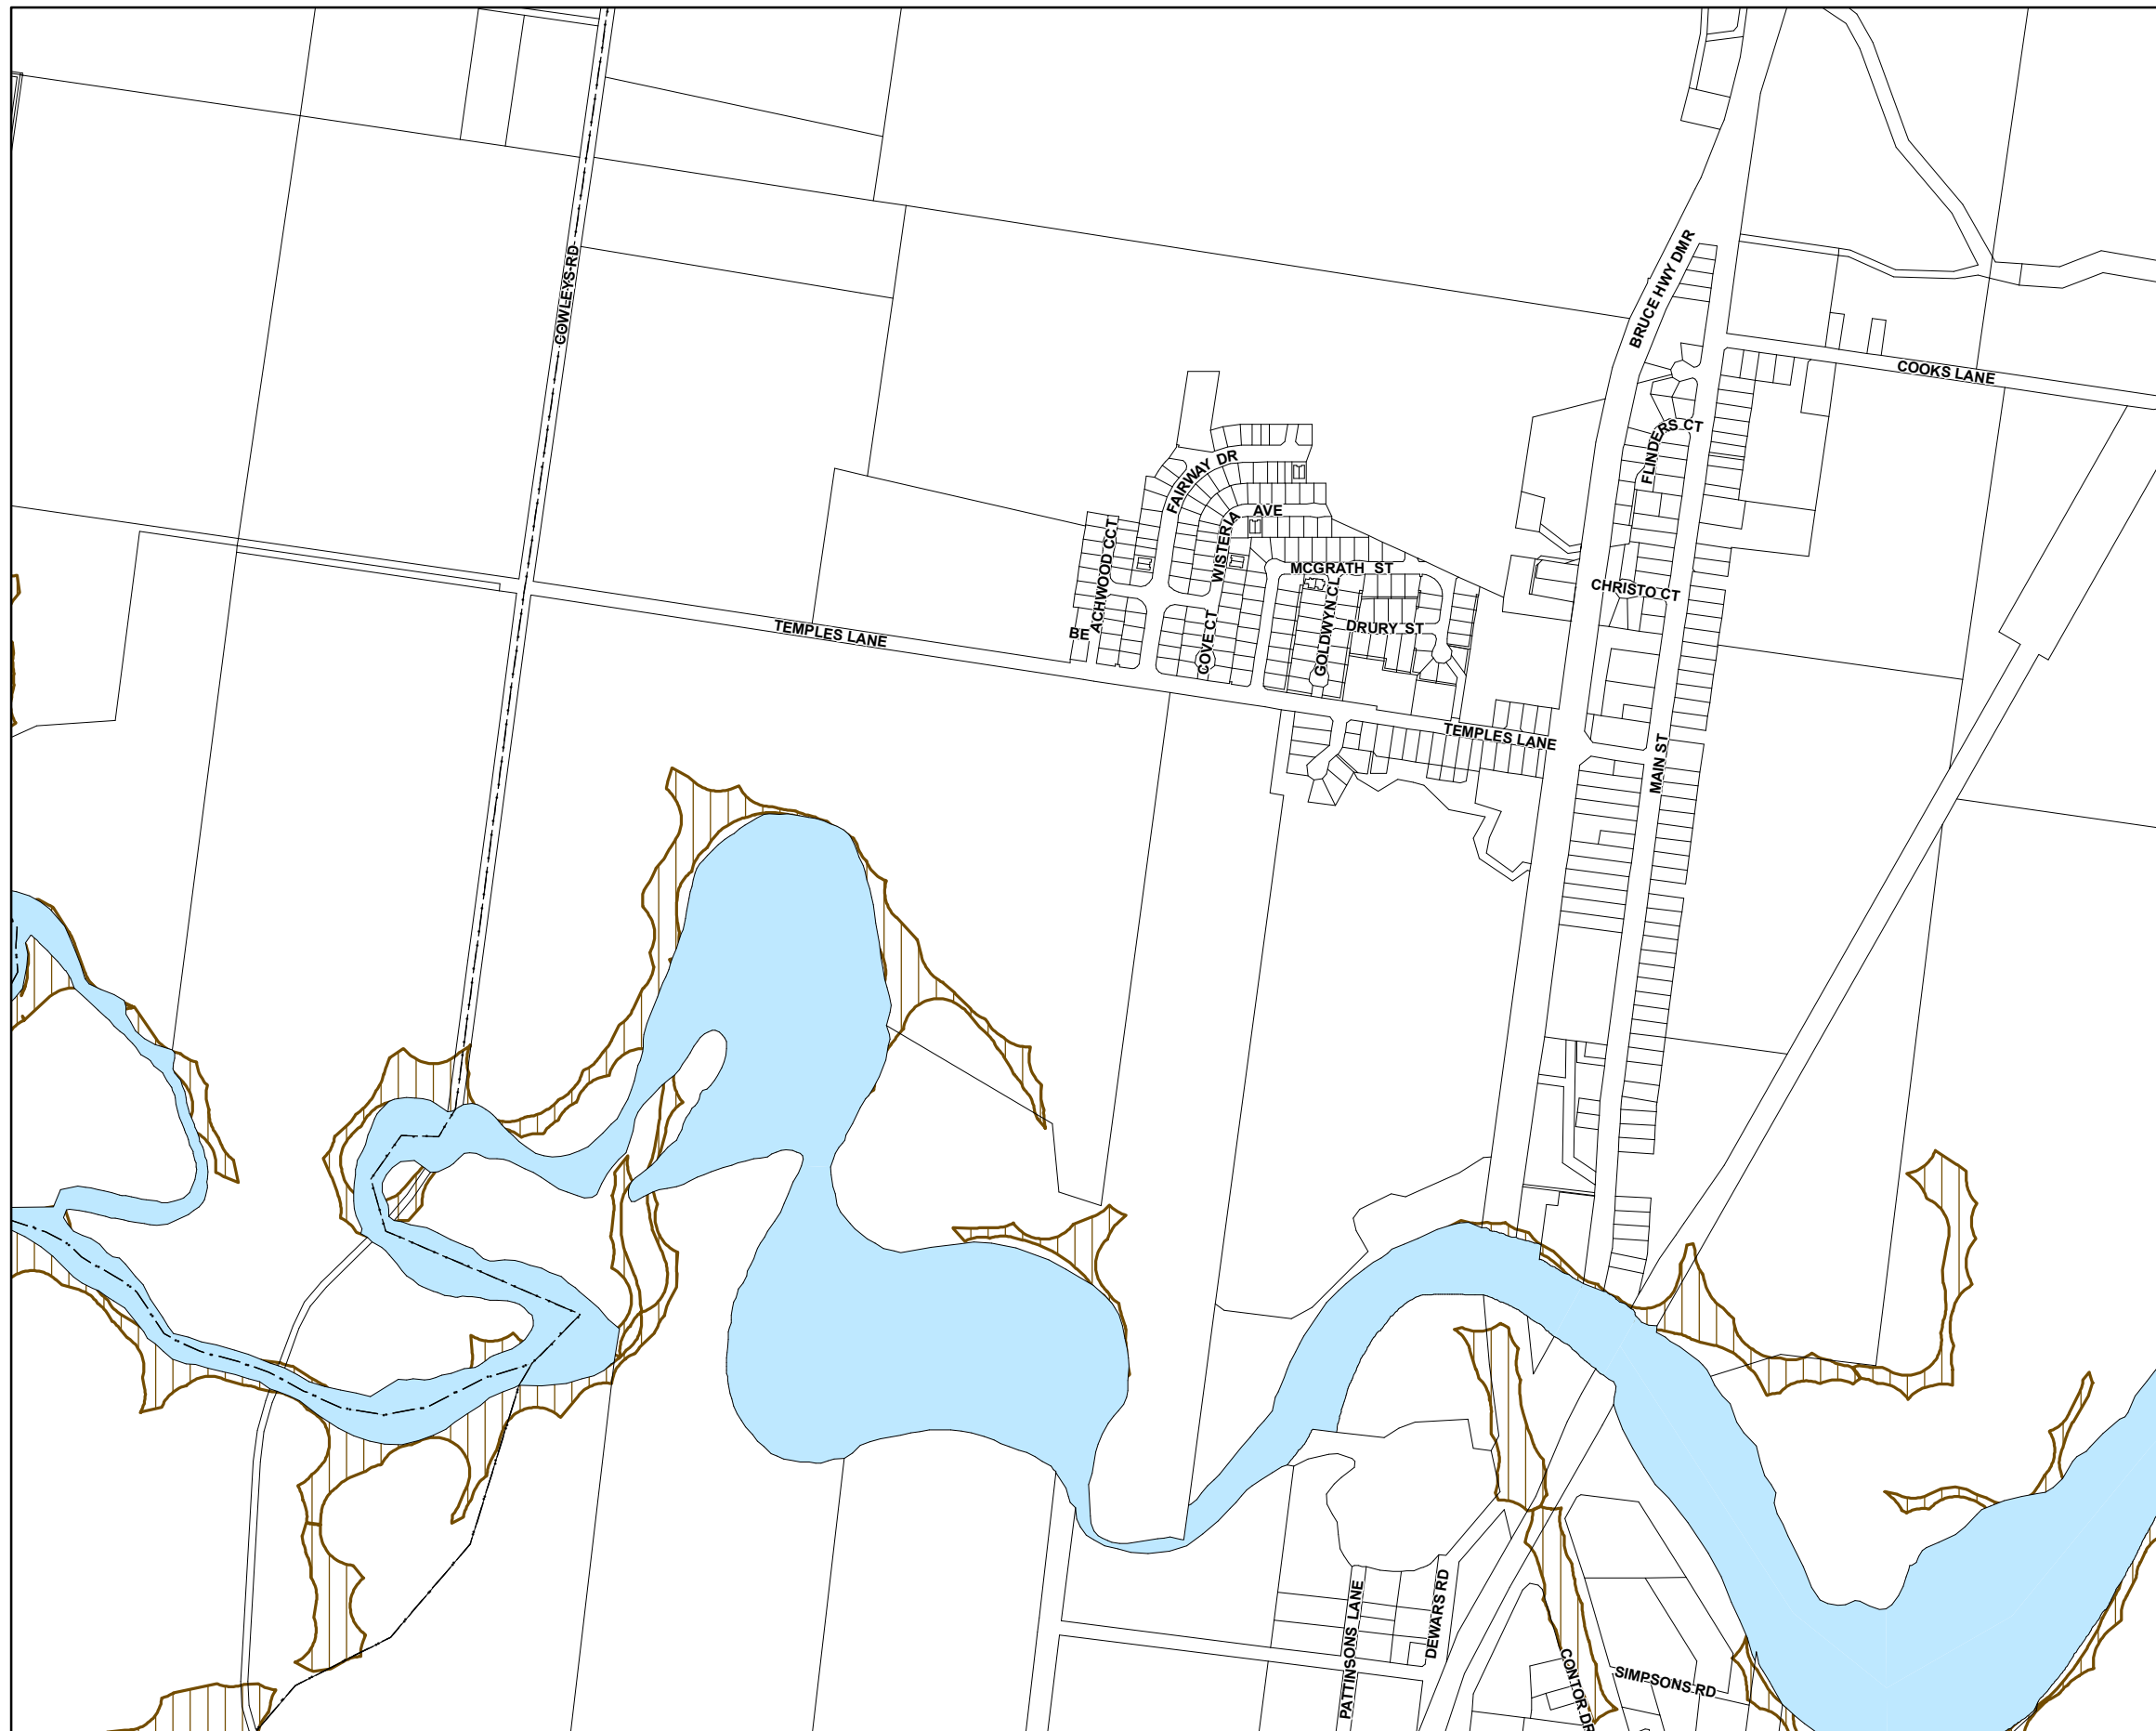 BRUCE HWY DMR
COWLEYS RD
COOKS LANE
FLINDERS CT
FAIRWAY DR
WISTERIA AVE
BEACHWOOD CCT
MCGRATH ST
GOLDWYN CL
CHRISTO CT
DRURY ST
COVE CT
TEMPLES LANE
TEMPLES LANE
MAIN ST
PATTINSONS LANE
DEWARS RD
CONTOR DR
SIMPSONS RD